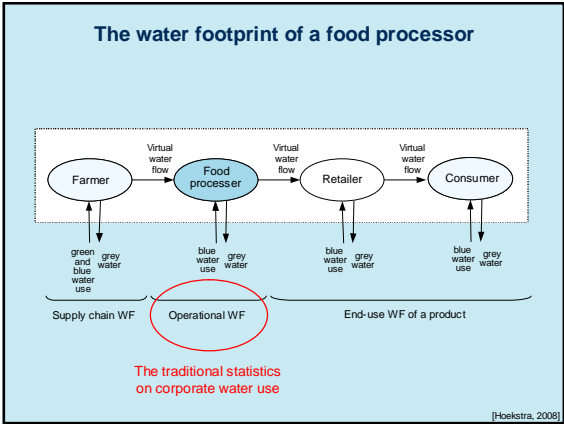 The water footprint of a food processor
Virtual
water
flow
Virtual
water
flow
Virtual
water
flow
Farmer
Food
processer
Retailer
Consumer
green
and
blue
water
use
grey
water
blue
water
use
grey
water
blue
water
use
grey
water
blue
water
use
grey
water
Supply chain WF
Operational WF
End-use WF of a product
The traditional statistics
on corporate water use
[Hoekstra, 2008]